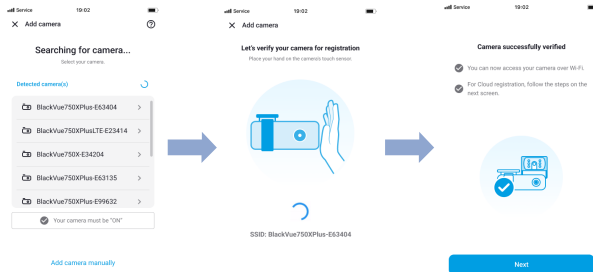 Service
19:02
Add camera
Searching for camera...
Select your camera.
Detected camera(s)
BlackVue750XPlus-E63404
BlackVue750XPlusLTE-E23414
BlackVue750X-E34204
BlackVue750XPlus-E63135
BlackVue750XPlus-E99632
Your camera must be "ON"
Add camera manually
Service
19:02
Add camera
Let's verify your camera for registration
Place your hand on the camera's touch sensor.
SSID: BlackVue750XPlus-E63404
Service
19:02
Camera successfully verified
You can now access your camera over Wi-Fi.
For Cloud registration, follow the steps on the
next screen.
Next